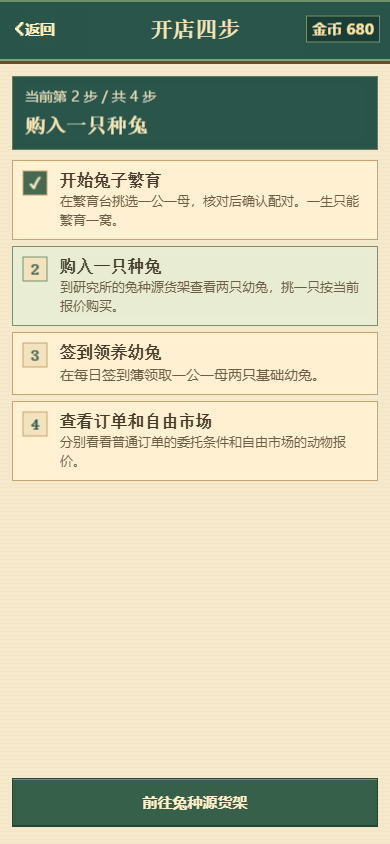 返回
开店四步
金币 680
当前第 2 步 / 共 4 步
购入一只种兔
开始兔子繁育
在繁育台挑选一公一母，核对后确认配对。一生只能
繁育一窝。
2
购入一只种兔
到研究所的兔种源货架查看两只幼兔，挑一只按当前
报价购买。
3
签到领养幼兔
在每日签到簿领取一公一母两只基础幼兔。
4
查看订单和自由市场
分别看看普通订单的委托条件和自由市场的动物报
价。
前往兔种源货架